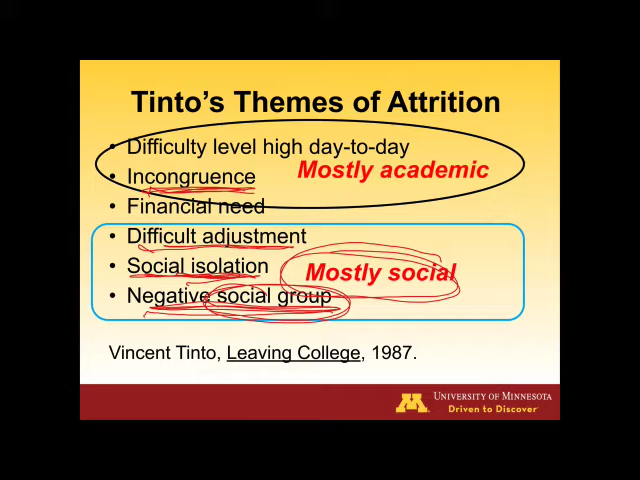 Tinto's Themes of Attrition
• Difficulty level high day-to-day
Mostly academic
• Incongruence
• Financial need
• Difficult adjustment
• Social isolation
Mostly social
• Negative social group
Vincent Tinto, Leaving College, 1987.
M
UNIVERSITY OF MINNESOTA
Driven to Discover